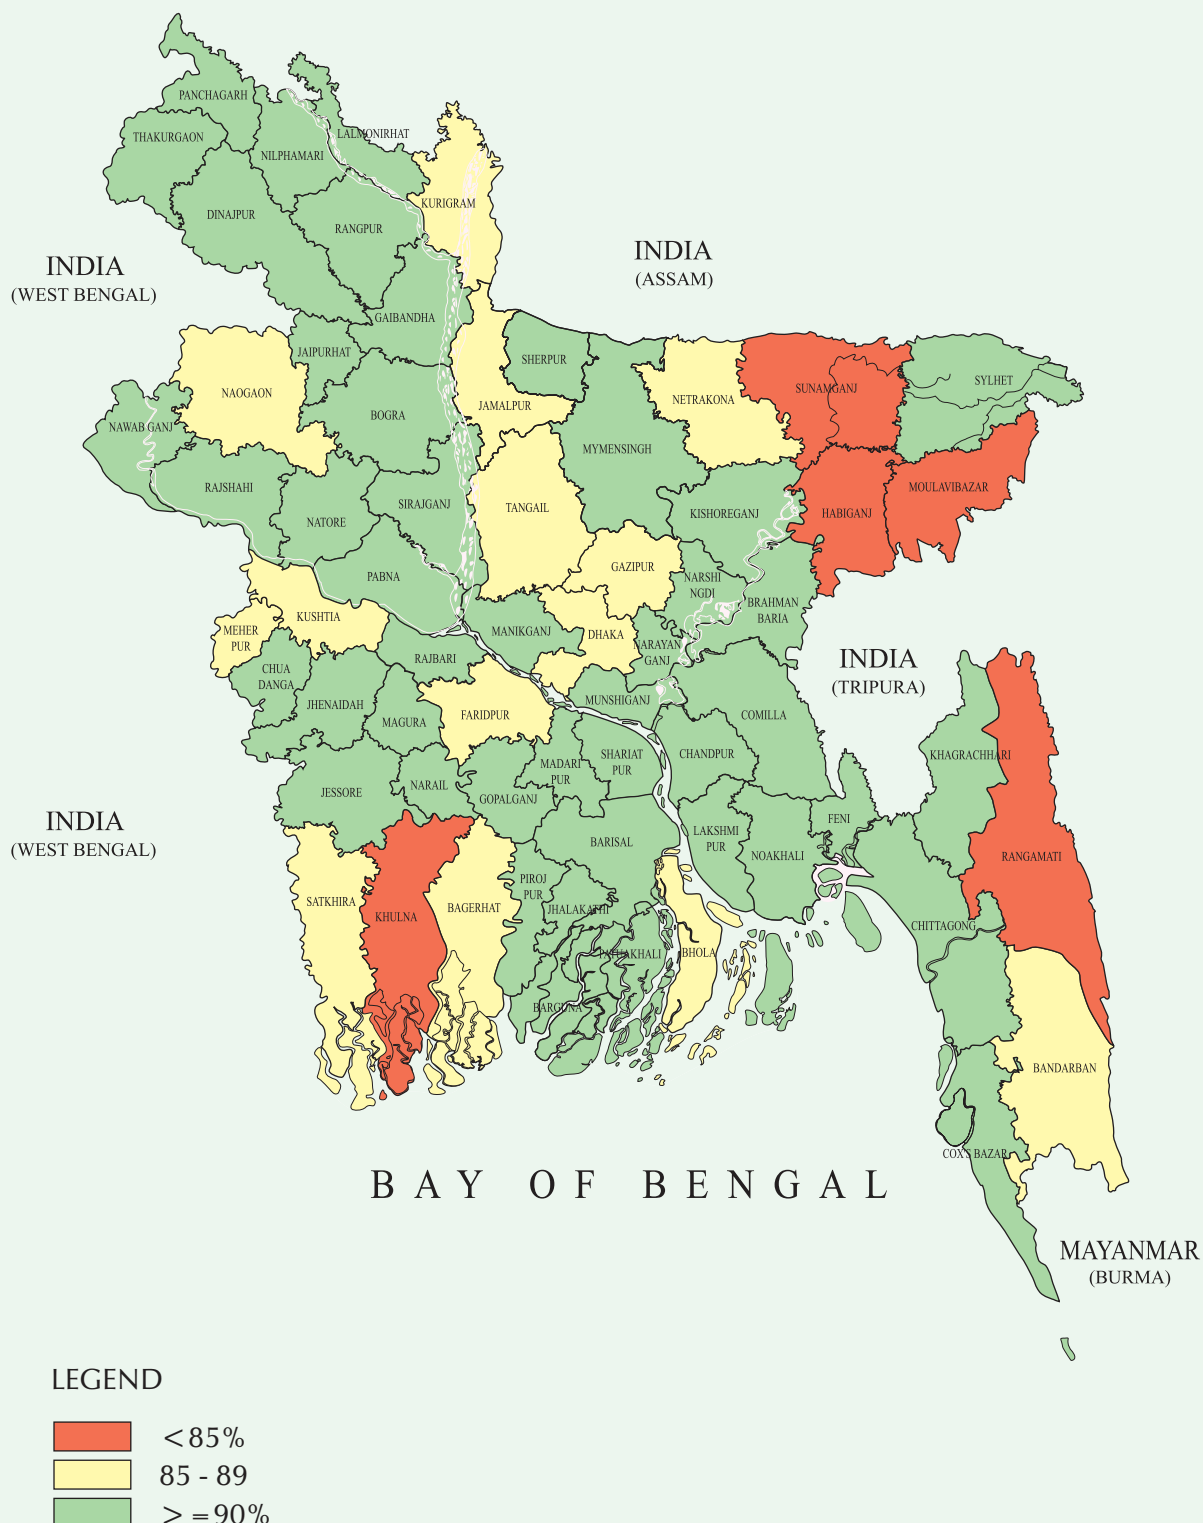 PANCHAGARH
THAKURGAON
LALMONIRHAT
NILPHAMARI
KURIGRAM
DINAJPUR
RANGPUR
INDIA
(ASSAM)
INDIA
(WEST BENGAL)
GAIBANDHA
JAIPURHAT
SHERPUR
SUNAMGANJ
SYLHET
NAOGAON
NETRAKONA
JAMALPUR
BOGRA
NAWAB GANJ
MYMENSINGH
RAJSHAHI
MOULAVIBAZAR
SIRAJGANJ
TANGAIL
KISHOREGANJ
HABIGANJ
NATORE
GAZIPUR
PABNA
NARSHI
NGDI
BRAHMAN
BARIA
KUSHTIA
MEHER
PUR
MANIKGANJ
DHAKA
NARAYAN
GANJ
RAJBARI
INDIA
(TRIPURA)
CHUA
DANGA
JHENAIDAH
MUNSHIGANJ
MAGURA
FARIDPUR
COMILLA
SHARIAT
PUR
CHANDPUR
KHAGRACHHARI
MADARI
PUR
JESSORE
NARAIL
GOPALGANJ
INDIA
(WEST BENGAL)
LAKSHMI
PUR
FENI
BARISAL
NOAKHALI
RANGAMATI
PIROJ
PUR
SATKHIRA
KHULNA
BAGERHAT
JHALAKATHI
CHITTAGONG
PATUAKHALI
BHOLA
BARGUNA
BANDARBAN
COX'S BAZAR
BAY OF BENGAL
MAYANMAR
(BURMA)
LEGEND
<85%
85 - 89
> =90%